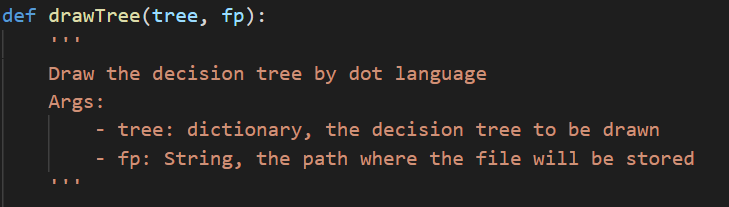 def drawTree(tree, fp):
'''
Draw the decision tree by dot language
Args:
- tree: dictionary, the decision tree to be drawn
- fp: String, the path where the file will be stored
'''